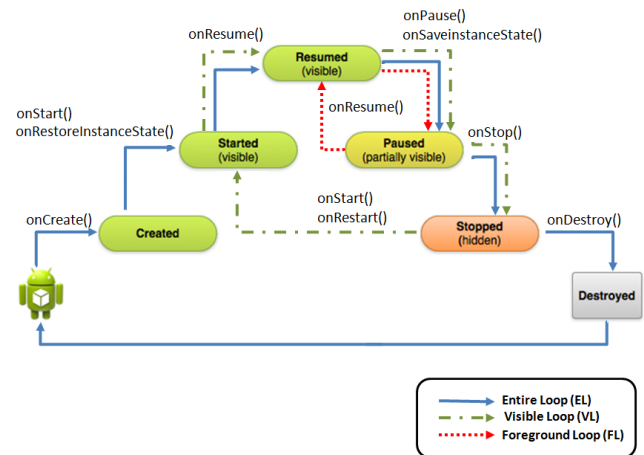 onPause()
onSaveinstanceState()
onResume()
Resumed
(visible)
onResume()
onStart()
onRestoreInstanceState()
Started
(visible)
Paused
(partially visible)
onStop()
onStart()
onRestart()
onCreate()
Created
Stopped
(hidden)
onDestroy()
Destroyed
Entire Loop (EL)
Visible Loop (VL)
Foreground Loop (FL)